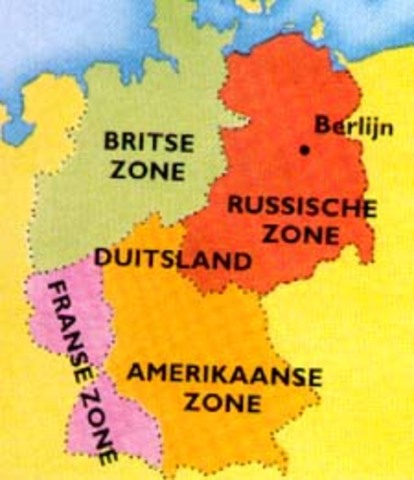 BRITSE
ZONE
Berlijn
RUSSISCHE
ZONE
DUITSLAND
FRANSE ZONE
AMERIKAANSE
ZONE